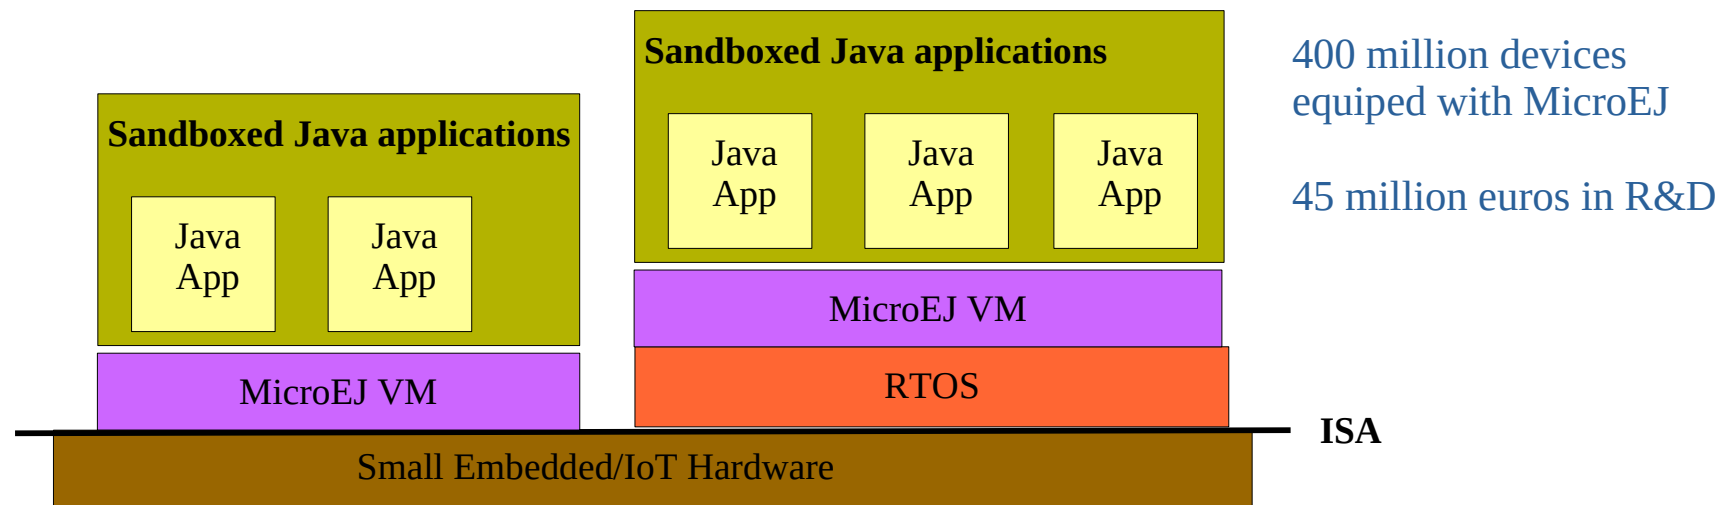 Sandboxed Java applications
Java
App
Java
App
MicroEJ VM
Sandboxed Java applications
Java
App
Java
App
Java
App
MicroEJ VM
RTOS
Small Embedded/IoT Hardware
ISA
400 million devices
equiped with MicroEJ
45 million euros in R&D